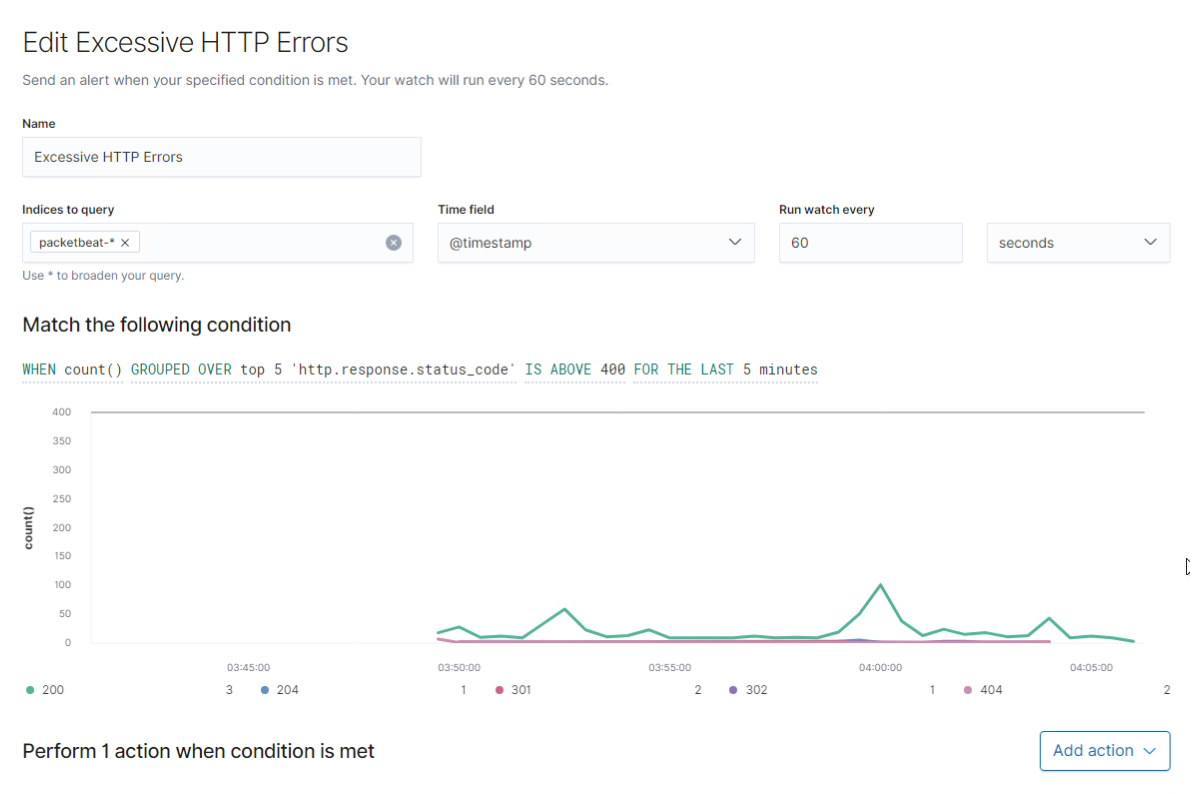 Edit Excessive HTTP Errors
Send an alert when your specified condition is met. Your watch will run every 60 seconds.
Name
Excessive HTTP Errors
Indices to query Time field Run watch every
packetbeat-* @timestamp 60 seconds
Use * to broaden your query.
Match the following condition
WHEN count() GROUPED OVER top 5 'http.response.status_code' IS ABOVE 400 FOR THE LAST 5 minutes
400
350
300
250
200
150
100
50
0
count()
03:45:00 03:50:00 03:55:00 04:00:00 04:05:00
200 3 204 1 301 2 302 1 404 2
Perform 1 action when condition is met Add action